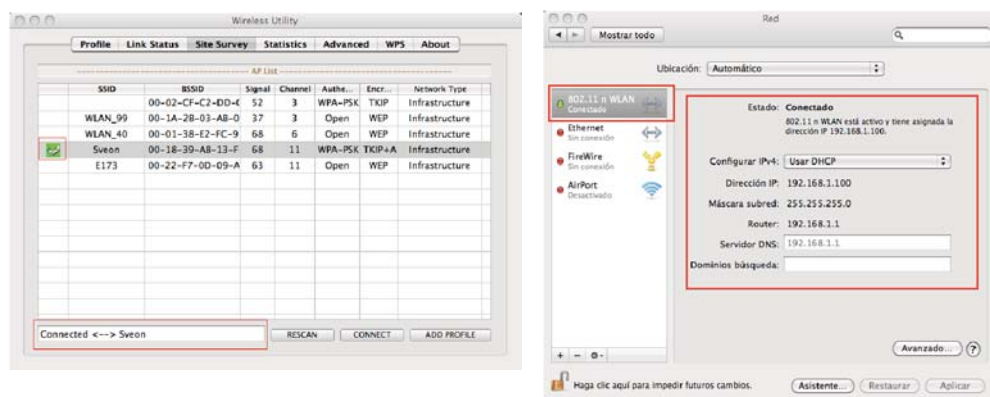 Wireless Utility
Profile Link Status Site Survey Statistics Advanced WPS About
AP List
SSID BSSID Signal Channel Authe... Encr... Network Type
00-02-CF-C2-DD-( 52 3 WPA-PSK TKIP Infrastructure
WLAN_99 00-1A-2B-03-AB-0 37 3 Open WEP Infrastructure
WLAN_40 00-01-38-E2-FC-9 68 6 Open WEP Infrastructure
Sveon 00-18-39-A8-13-F 68 11 WPA-PSK TKIP+A Infrastructure
E173 00-22-F7-0D-09-A 63 11 Open WEP Infrastructure
Connected <--> Sveon
RESCAN CONNECT ADD PROFILE
Red
Mostrar todo
Ubicación: Automático
802.11 n WLAN
Conectado
Ethernet
Sin conexión
FireWire
Sin conexión
AirPort
Desactivado
Estado: Conectado
802.11 n WLAN está activo y tiene asignada la
dirección IP 192.168.1.100.
Configurar IPv4: Usar DHCP
Dirección IP: 192.168.1.100
Máscara subred: 255.255.255.0
Router: 192.168.1.1
Servidor DNS: 192.168.1.1
Dominios búsqueda:
Avanzado... ?
Haga clic aquí para impedir futuros cambios.
Asistente... Restaurar Aplicar